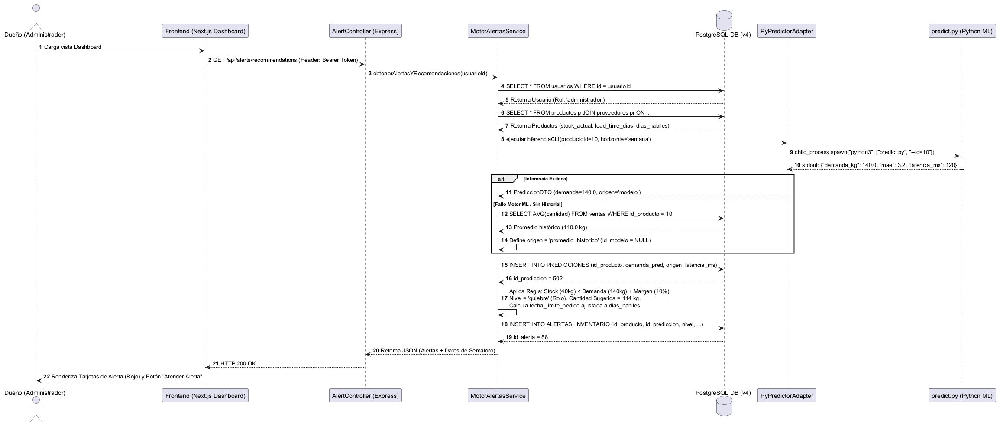 Dueño (Administrador)
Frontend (Next.js Dashboard)
AlertController (Express)
MotorAlertasService
PostgreSQL DB (v4)
PyPredictorAdapter
predict.py (Python ML)
1 Carga vista Dashboard
2 GET /api/alerts/recommendations (Header: Bearer Token)
3 obtenerAlertasYRecomendaciones(usuarioId)
4 SELECT * FROM usuarios WHERE id = usuarioId
5 Retorna Usuario (Rol: 'administrador')
6 SELECT * FROM productos p JOIN proveedores pr ON ...
7 Retorna Productos (stock_actual, lead_time_dias, dias_habiles)
8 ejecutarInferenciaCLI(productoId=10, horizonte='semana')
9 child_process.spawn("python3", ["predict.py", "--id=10"])
10 stdout: {"demanda_kg": 140.0, "mae": 3.2, "latencia_ms": 120}
alt [Inferencia Exitosa]
11 PrediccionDTO (demanda=140.0, origen='modelo')
[Fallo Motor ML / Sin Historial]
12 SELECT AVG(cantidad) FROM ventas WHERE id_producto = 10
13 Promedio histórico (110.0 kg)
14 Define origen = 'promedio_historico' (id_modelo = NULL)
15 INSERT INTO PREDICCIONES (id_producto, demanda_pred, origen, latencia_ms)
16 id_prediccion = 502
Aplica Regla: Stock (40kg) < Demanda (140kg) + Margen (10%)
17 Nivel = 'quiebre' (Rojo). Cantidad Sugerida = 114 kg.
Calcula fecha_limite_pedido ajustada a dias_habiles
18 INSERT INTO ALERTAS_INVENTARIO (id_producto, id_prediccion, nivel, ...)
19 id_alerta = 88
20 Retorna JSON (Alertas + Datos de Semáforo)
21 HTTP 200 OK
22 Renderiza Tarjetas de Alerta (Rojo) y Botón "Atender Alerta"
Dueño (Administrador)
Frontend (Next.js Dashboard)
AlertController (Express)
MotorAlertasService
PostgreSQL DB (v4)
PyPredictorAdapter
predict.py (Python ML)